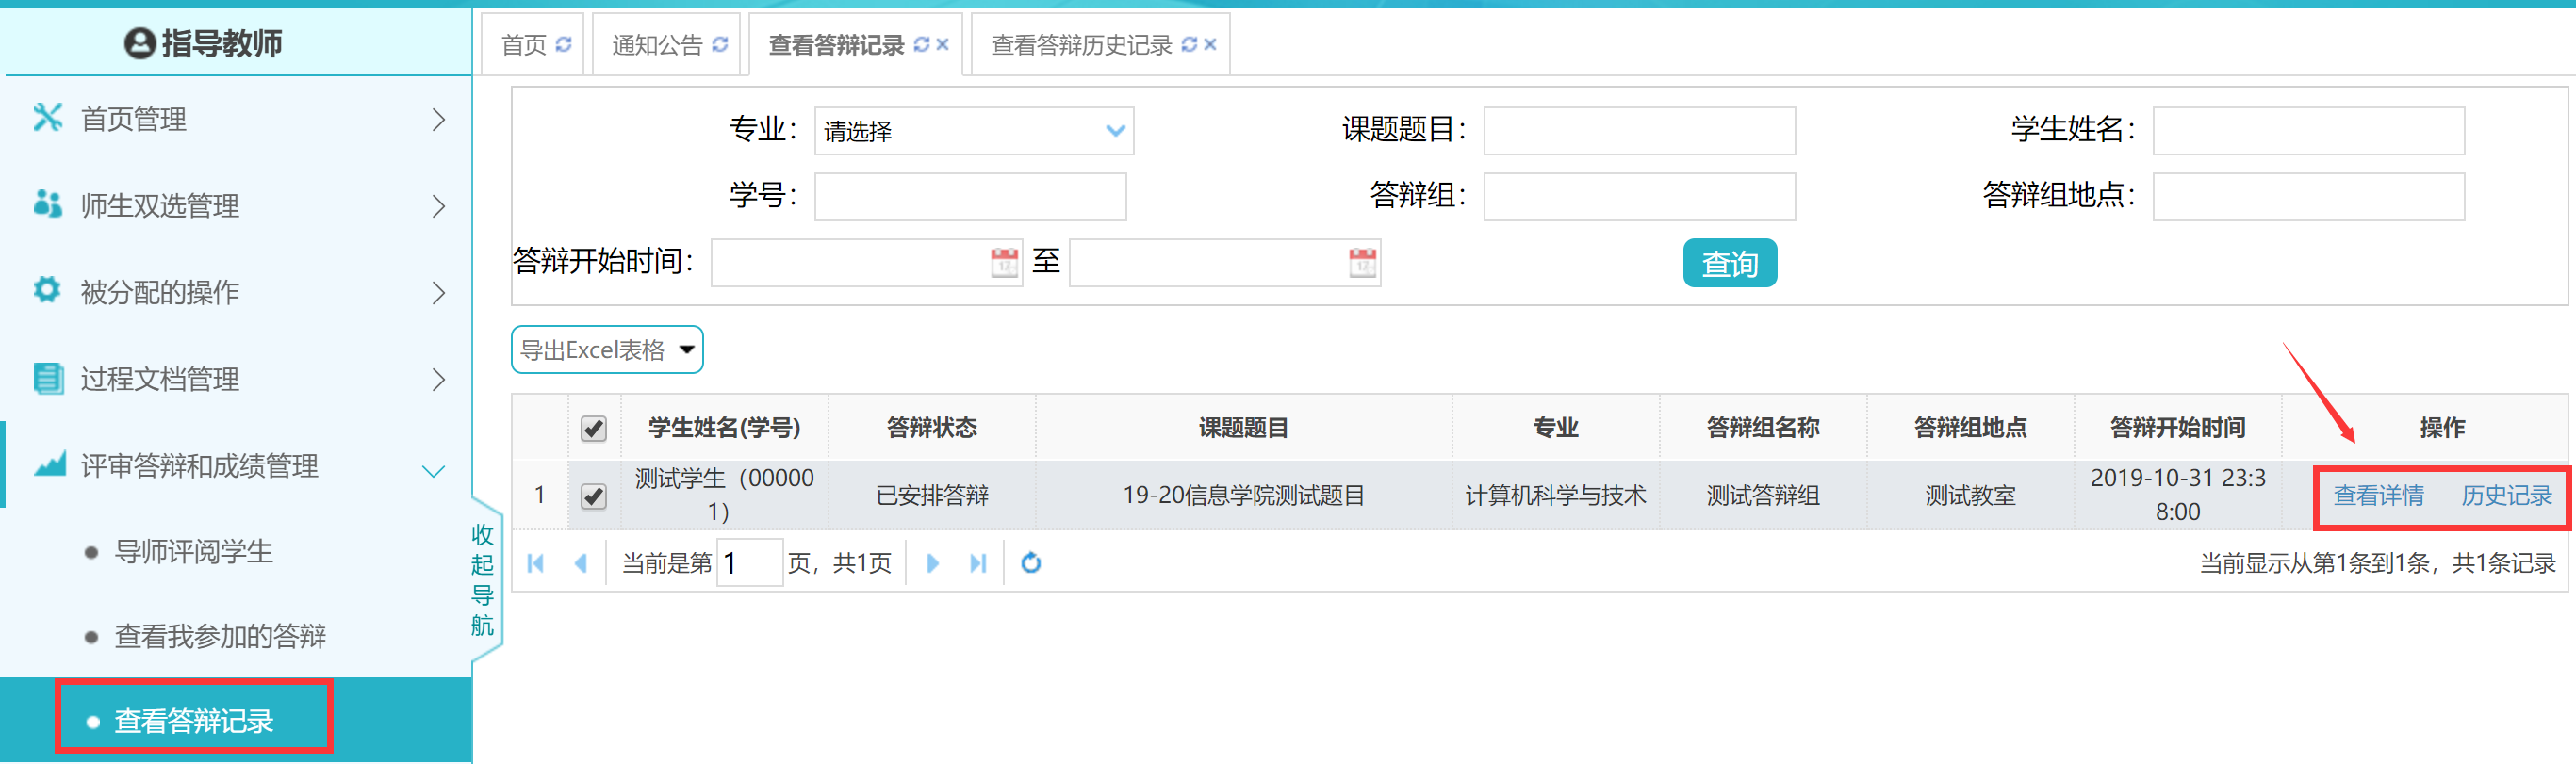 指导教师
首页 通知公告 查看答辩记录 查看答辩历史记录
首页管理
师生双选管理
被分配的操作
过程文档管理
评审答辩和成绩管理
导师评阅学生
查看我参加的答辩
查看答辩记录
收起导航
专业： 请选择 课题题目： 学生姓名：
学号： 答辩组： 答辩组地点：
答辩开始时间： 至 查询
导出Excel表格
学生姓名(学号) 答辩状态 课题题目 专业 答辩组名称 答辩组地点 答辩开始时间 操作
1 测试学生（00000
1） 已安排答辩 19-20信息学院测试题目 计算机科学与技术 测试答辩组 测试教室 2019-10-31 23:3
8:00 查看详情 历史记录
当前是第 1 页，共1页 当前显示从第1条到1条，共1条记录